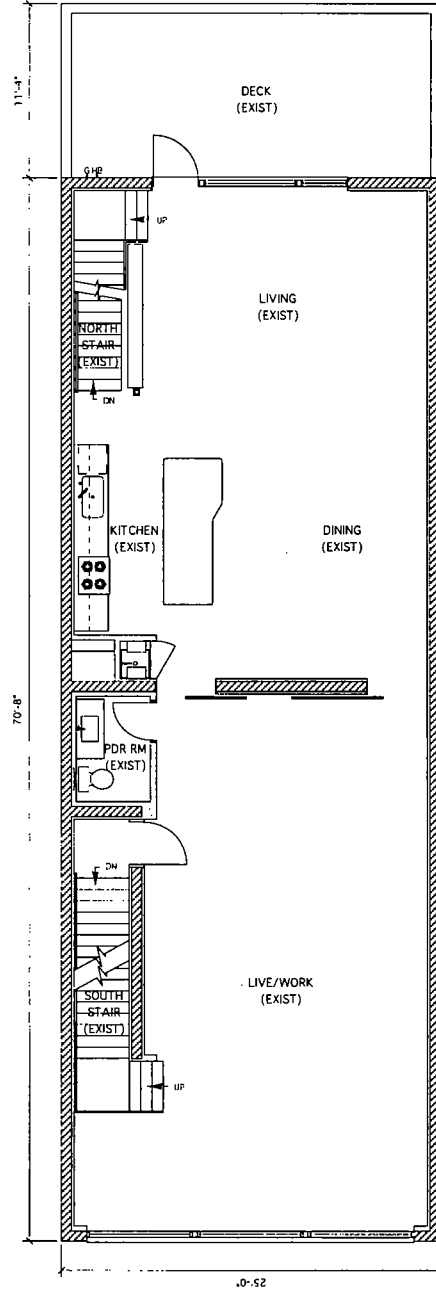 11'-4"
DECK
(EXIST)
GHB
UP
LIVING
(EXIST)
NORTH
STAIR
(EXIST)
DN
KITCHEN
(EXIST)
DINING
(EXIST)
70'-8"
PDR RM
(EXIST)
DN
LIVE/WORK
(EXIST)
SOUTH
STAIR
(EXIST)
UP
25'-0"